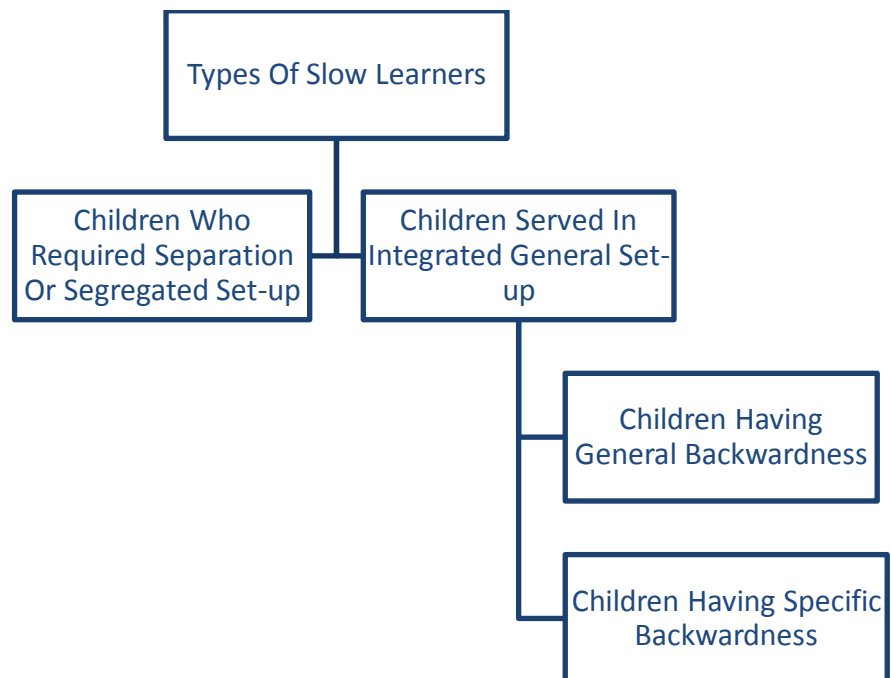 Types Of Slow Learners
Children Who
Required Separation
Or Segregated Set-up
Children Served In
Integrated General Set-
up
Children Having
General Backwardness
Children Having Specific
Backwardness